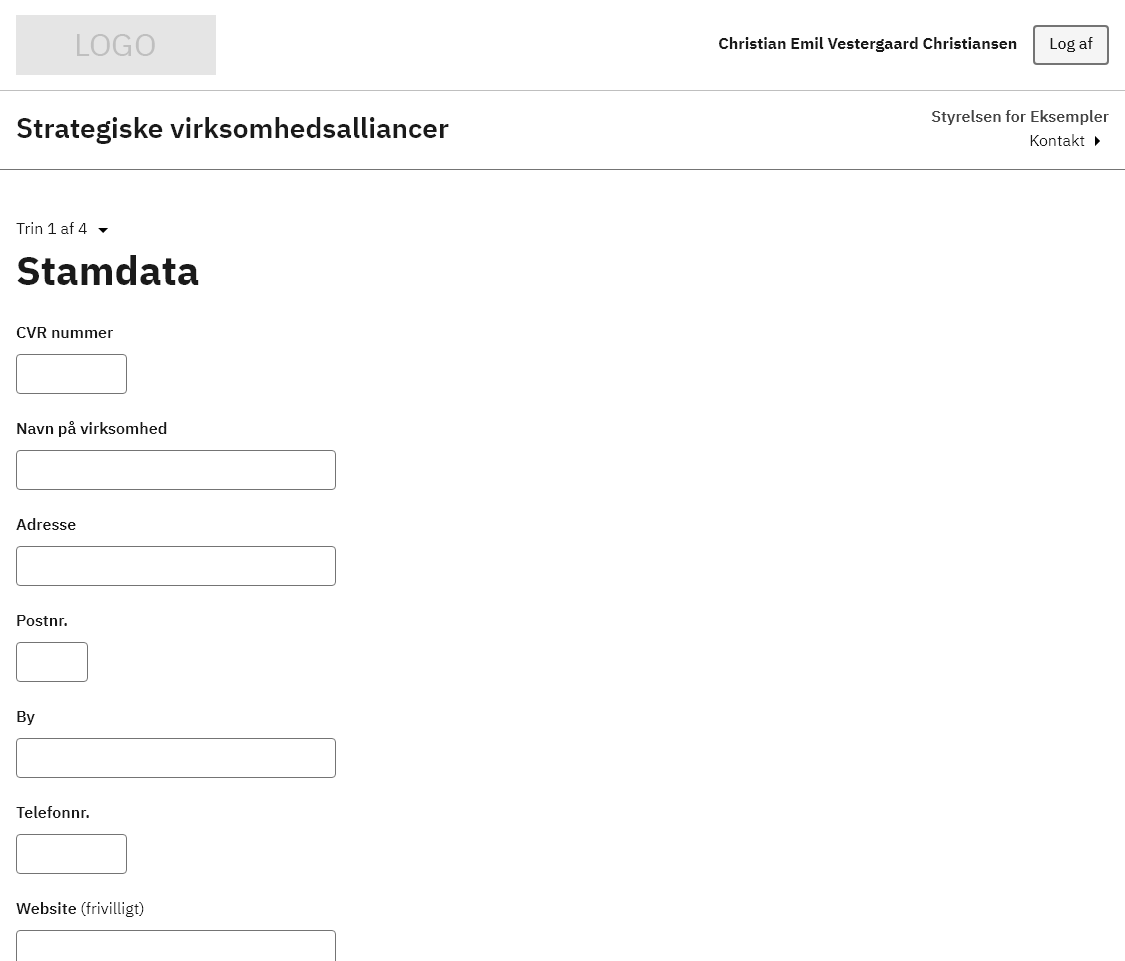 LOGO
Christian Emil Vestergaard Christiansen
Log af
Strategiske virksomhedsalliancer
Styrelsen for Eksempler
Kontakt
Trin 1 af 4
Stamdata
CVR nummer
Navn på virksomhed
Adresse
Postnr.
By
Telefonnr.
Website (frivilligt)